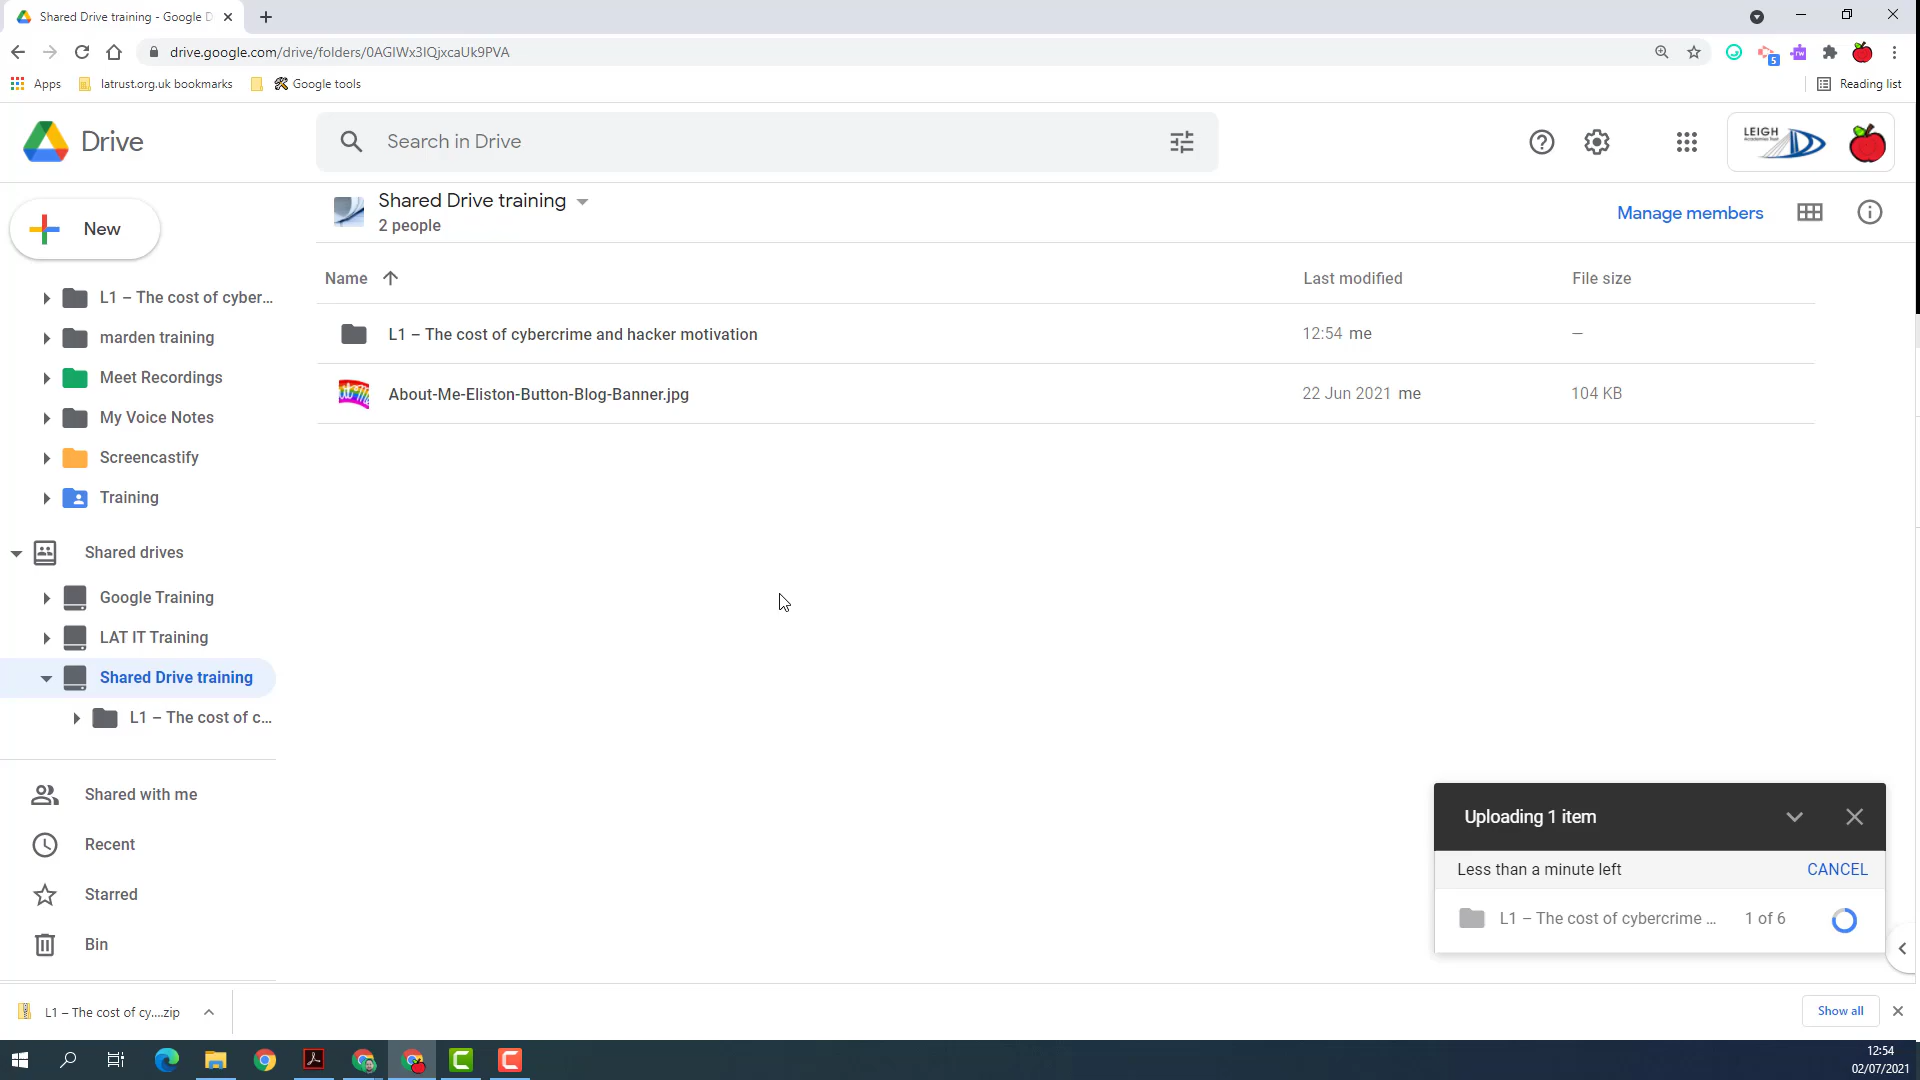 Shared Drive training - Google D
drive.google.com/drive/folders/0AGIWx3IQjxcaUk9PVA
5
rw
Apps
latrust.org.uk bookmarks
Google tools
Reading list
Drive
Search in Drive
LEIGH
New
Shared Drive training
2 people
Manage members
Name
Last modified
File size
L1 – The cost of cybercrime and hacker motivation
12:54 me
—
About-Me-Eliston-Button-Blog-Banner.jpg
22 Jun 2021 me
104 KB
L1 – The cost of cyber...
marden training
Meet Recordings
My Voice Notes
Screencastify
Training
Shared drives
Google Training
LAT IT Training
Shared Drive training
L1 – The cost of c...
Shared with me
Recent
Starred
Bin
Uploading 1 item
Less than a minute left
CANCEL
L1 – The cost of cybercrime ...
1 of 6
L1 – The cost of cy....zip
Show all
12:54
02/07/2021